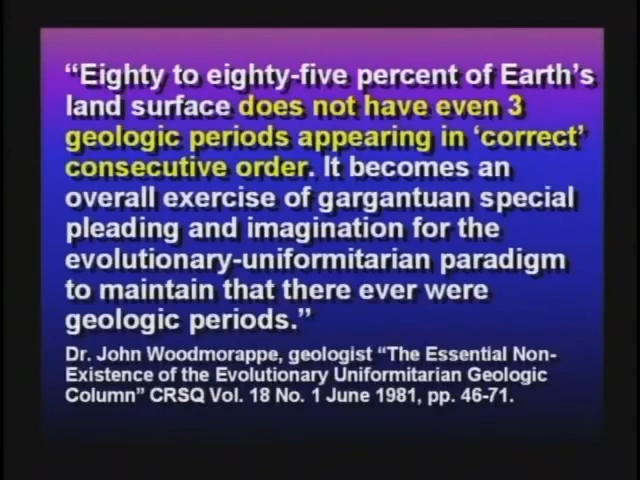 “Eighty to eighty-five percent of Earth’s
land surface does not have even 3
geologic periods appearing in ‘correct’
consecutive order. It becomes an
overall exercise of gargantuan special
pleading and imagination for the
evolutionary-uniformitarian paradigm
to maintain that there ever were
geologic periods.”
Dr. John Woodmorappe, geologist “The Essential Non-
Existence of the Evolutionary Uniformitarian Geologic
Column” CRSQ Vol. 18 No. 1 June 1981, pp. 46-71.